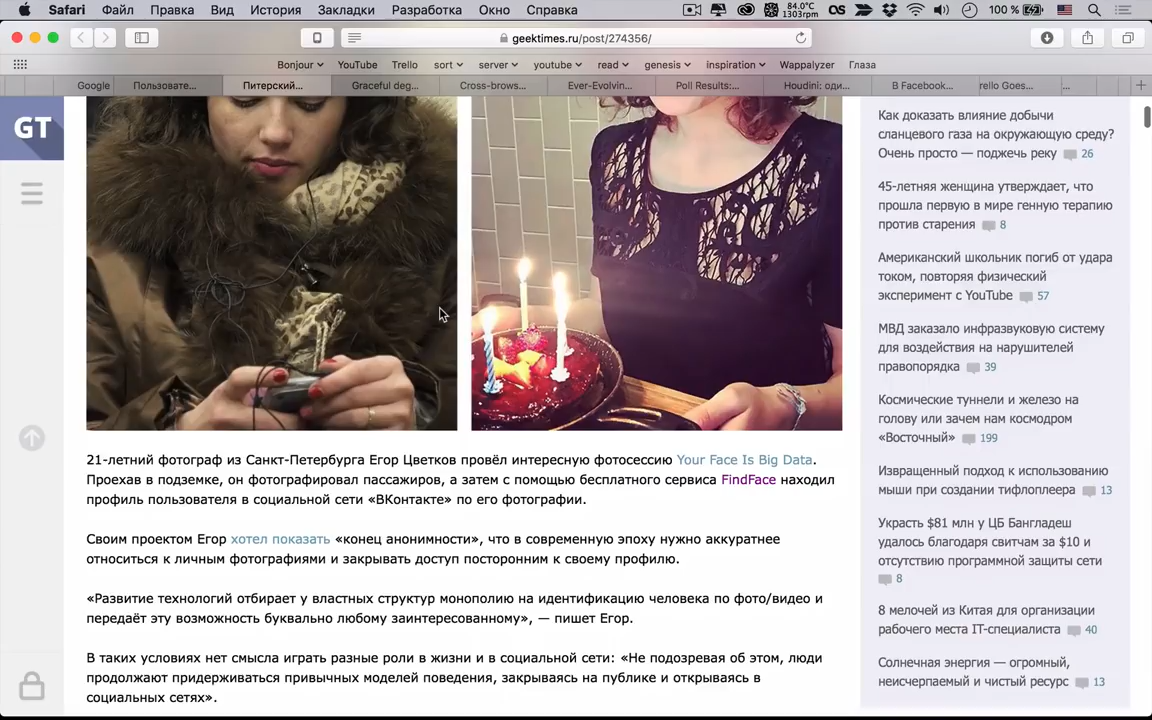 Safari Файл Правка Вид История Закладки Разработка Окно Справка 84.0°C 1303rpm 100 %
geektimes.ru/post/274356/
Bonjour YouTube Trello sort server youtube read genesis inspiration Wappalyzer Глаза
Google Пользовате... Питерский... Graceful deg... Cross-brows... Ever-Evolvin... Poll Results:... Houdini: оди... В Facebook... rello Goes... ...
GT
21-летний фотограф из Санкт-Петербурга Егор Цветков провёл интересную фотосессию Your Face Is Big Data.
Проехав в подземке, он фотографировал пассажиров, а затем с помощью бесплатного сервиса FindFace находил
профиль пользователя в социальной сети «ВКонтакте» по его фотографии.
Своим проектом Егор хотел показать «конец анонимности», что в современную эпоху нужно аккуратнее
относиться к личным фотографиями и закрывать доступ посторонним к своему профилю.
«Развитие технологий отбирает у властных структур монополию на идентификацию человека по фото/видео и
передаёт эту возможность буквально любому заинтересованному», — пишет Егор.
В таких условиях нет смысла играть разные роли в жизни и в социальной сети: «Не подозревая об этом, люди
продолжают придерживаться привычных моделей поведения, закрываясь на публике и открываясь в
социальных сетях».
Как доказать влияние добычи
сланцевого газа на окружающую среду?
Очень просто — поджечь реку 26
45-летняя женщина утверждает, что
прошла первую в мире генную терапию
против старения 8
Американский школьник погиб от удара
током, повторяя физический
эксперимент с YouTube 57
МВД заказало инфразвуковую систему
для воздействия на нарушителей
правопорядка 39
Космические туннели и железо на
голову или зачем нам космодром
«Восточный» 199
Извращенный подход к использованию
мыши при создании тифлоплеера 13
Украсть $81 млн у ЦБ Бангладеш
удалось благодаря свитчам за $10 и
отсутствию программной защиты сети
8
8 мелочей из Китая для организации
рабочего места IT-специалиста 40
Солнечная энергия — огромный,
неисчерпаемый и чистый ресурс 13